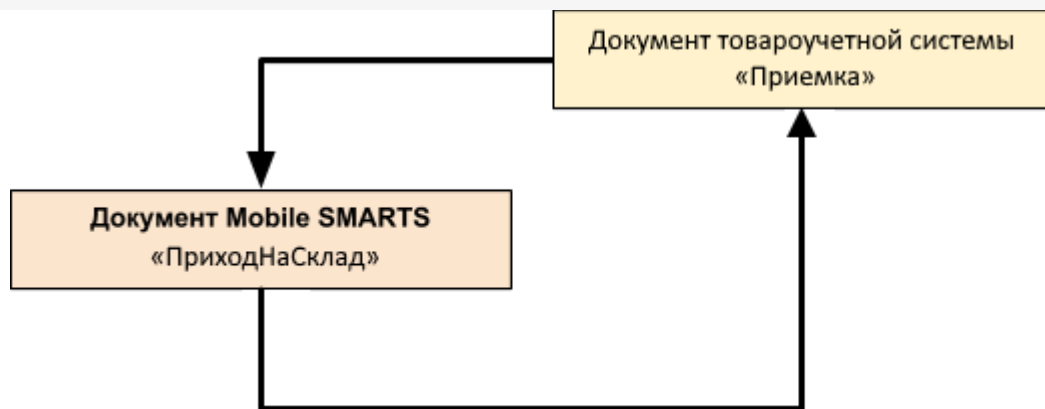 Документ товароучетной системы
«Приемка»
Документ Mobile SMARTS
«ПриходНаСклад»